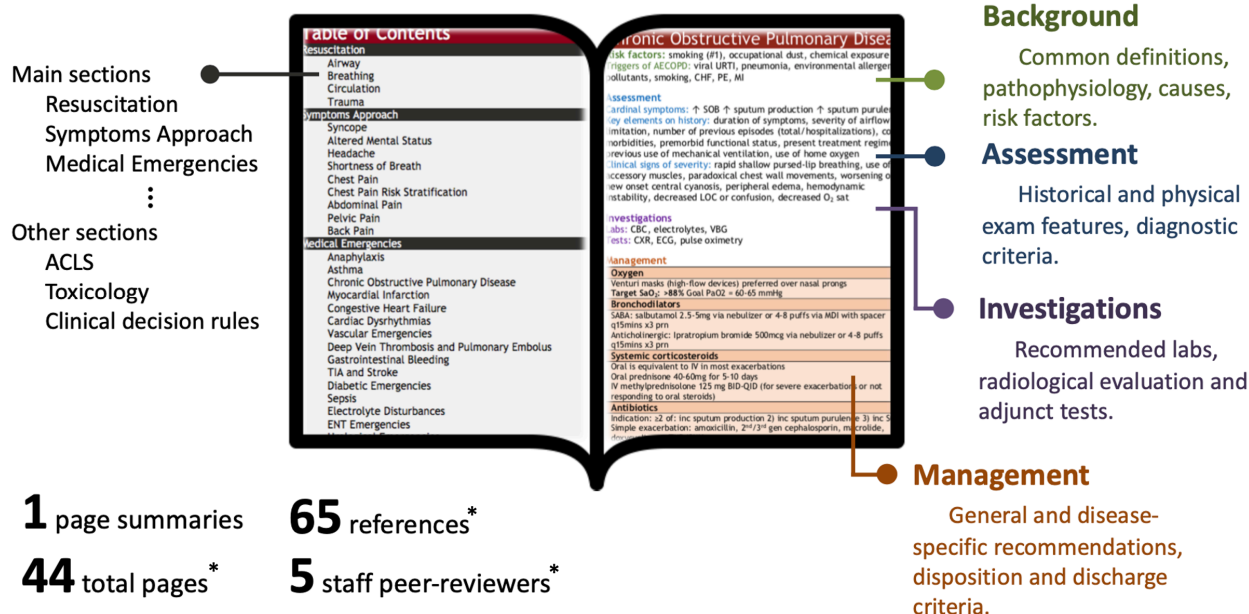 Main sections
Resuscitation
Symptoms Approach
Medical Emergencies
⋮
Other sections
ACLS
Toxicology
Clinical decision rules
Table of Contents
Resuscitation
Airway
Breathing
Circulation
Trauma
Symptoms Approach
Syncope
Altered Mental Status
Headache
Shortness of Breath
Chest Pain
Chest Pain Risk Stratification
Abdominal Pain
Pelvic Pain
Back Pain
Medical Emergencies
Anaphylaxis
Asthma
Chronic Obstructive Pulmonary Disease
Myocardial Infarction
Congestive Heart Failure
Cardiac Dysrhythmias
Vascular Emergencies
Deep Vein Thrombosis and Pulmonary Embolus
Gastrointestinal Bleeding
TIA and Stroke
Diabetic Emergencies
Sepsis
Electrolyte Disturbances
ENT Emergencies
Chronic Obstructive Pulmonary Disea
Risk factors: smoking (#1), occupational dust, chemical exposure
Triggers of AECOPD: viral URTI, pneumonia, environmental allergen
pollutants, smoking, CHF, PE, MI
Assessment
Cardinal symptoms: ↑ SOB ↑ sputum production ↑ sputum purulen
Key elements on history: duration of symptoms, severity of airflow
limitation, number of previous episodes (total/hospitalizations), co
morbidities, premorbid functional status, present treatment regime
previous use of mechanical ventilation, use of home oxygen
Clinical signs of severity: rapid shallow pursed-lip breathing, use of
accessory muscles, paradoxical chest wall movements, worsening o
new onset central cyanosis, peripheral edema, hemodynamic
instability, decreased LOC or confusion, decreased O₂ sat
Investigations
Labs: CBC, electrolytes, VBG
Tests: CXR, ECG, pulse oximetry
Management
Oxygen
Venturi masks (high-flow devices) preferred over nasal prongs
Target SaO₂: >88% Goal PaO2 = 60-65 mmHg
Bronchodilators
SABA: salbutamol 2.5-5mg via nebulizer or 4-8 puffs via MDI with spacer
q15mins x3 prn
Anticholinergic: Ipratropium bromide 500mcg via nebulizer or 4-8 puffs
q15mins x3 prn
Systemic corticosteroids
Oral is equivalent to IV in most exacerbations
Oral prednisone 40-60mg for 5-10 days
IV methylprednisolone 125 mg BID-QID (for severe exacerbations or not
responding to oral steroids)
Antibiotics
Indication: ≥2 of: inc sputum production 2) inc sputum purulence 3) inc S
Simple exacerbation: amoxicillin, 2nd/3rd gen cephalosporin, macrolide,
Background
Common definitions,
pathophysiology, causes,
risk factors.
Assessment
Historical and physical
exam features, diagnostic
criteria.
Investigations
Recommended labs,
radiological evaluation and
adjunct tests.
Management
General and disease-
specific recommendations,
disposition and discharge
criteria.
1 page summaries
65 references*
44 total pages*
5 staff peer-reviewers*